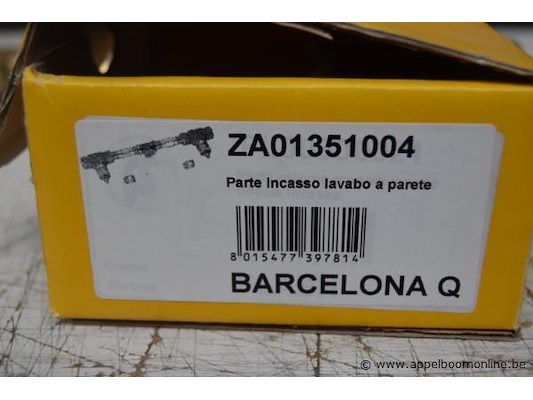 ZA01351004
Parte incasso lavabo a parete
8 015477 397814
BARCELONA Q
© www.appelboomonline.be